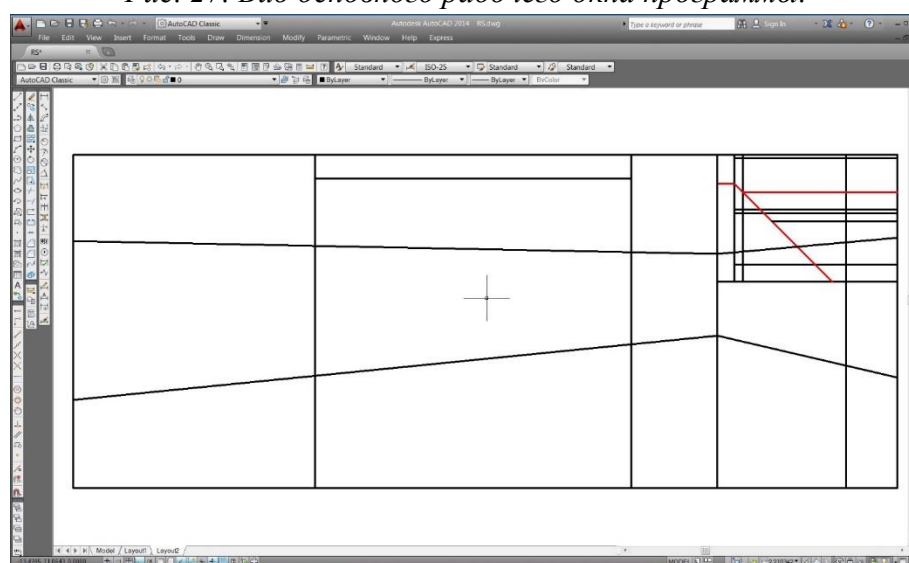 Рис. 27. Вид основного рабочего окна программы.
AutoCAD Classic
Autodesk AutoCAD 2014 RS.dwg
Type a keyword or phrase
Sign In
File Edit View Insert Format Tools Draw Dimension Modify Parametric Window Help Express
RS*
Standard ISO-25 Standard Standard
AutoCAD Classic 0 ByLayer ByLayer ByLayer ByColor
Model Layout1 Layout2
MODEL